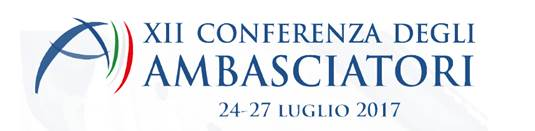 XII CONFERENZA DEGLI
AMBASCIATORI
24-27 LUGLIO 2017